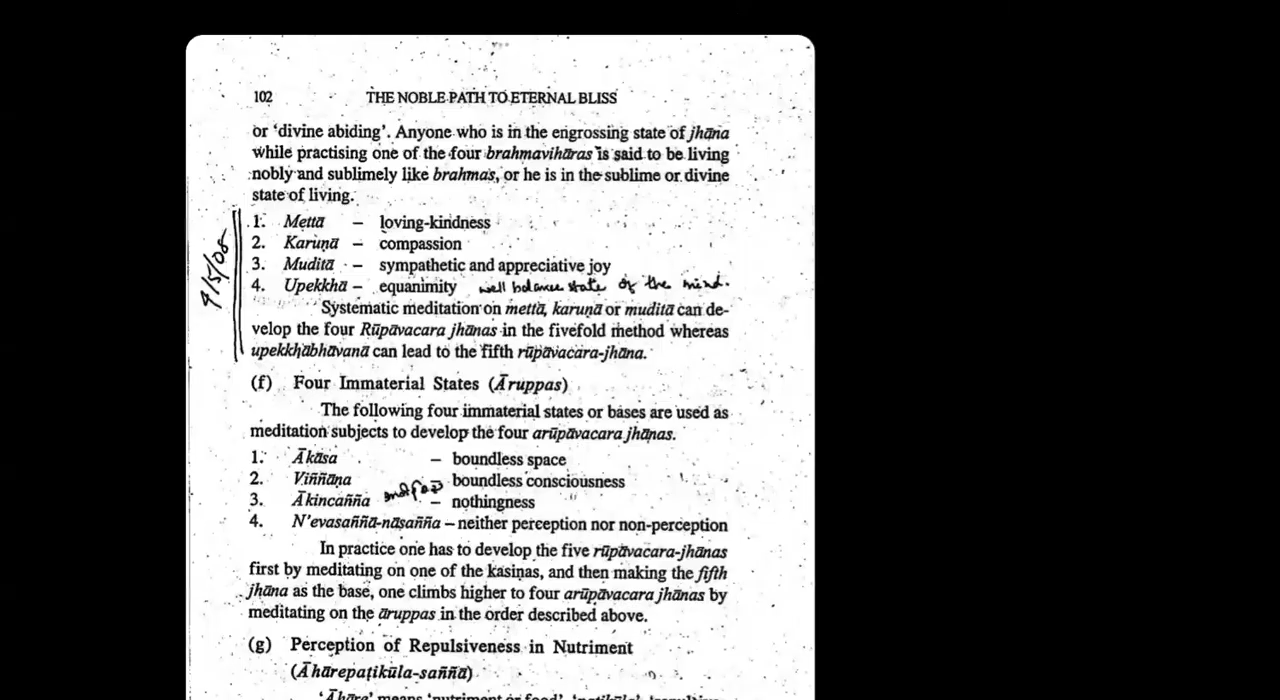 102 THE NOBLE PATH TO ETERNAL BLISS
or ‘divine abiding’. Anyone who is in the engrossing state of jhāna
while practising one of the four brahmavihāras is said to be living
nobly and sublimely like brahmas, or he is in the sublime or divine
state of living.
1. Mettā – loving-kindness
2. Karuṇā – compassion
3. Muditā – sympathetic and appreciative joy
4. Upekkhā – equanimity well balance state of the mind.
9/5/08
Systematic meditation on mettā, karuṇā or muditā can de-
velop the four Rūpāvacara jhānas in the fivefold method whereas
upekkhābhāvanā can lead to the fifth rūpāvacara-jhāna.
(f) Four Immaterial States (Āruppas)
The following four immaterial states or bases are used as
meditation subjects to develop the four arūpāvacara jhānas.
1. Ākāsa – boundless space
2. Viññāṇa boundless consciousness
3. Ākincañña – nothingness
4. N’evasaññā-nāsañña – neither perception nor non-perception
In practice one has to develop the five rūpāvacara-jhānas
first by meditating on one of the kasiṇas, and then making the fifth
jhāna as the base, one climbs higher to four arūpāvacara jhānas by
meditating on the āruppas in the order described above.
(g) Perception of Repulsiveness in Nutriment
(Āhārepaṭikūla-saññā)
‘Āhāra’ means ‘nutriment or food’